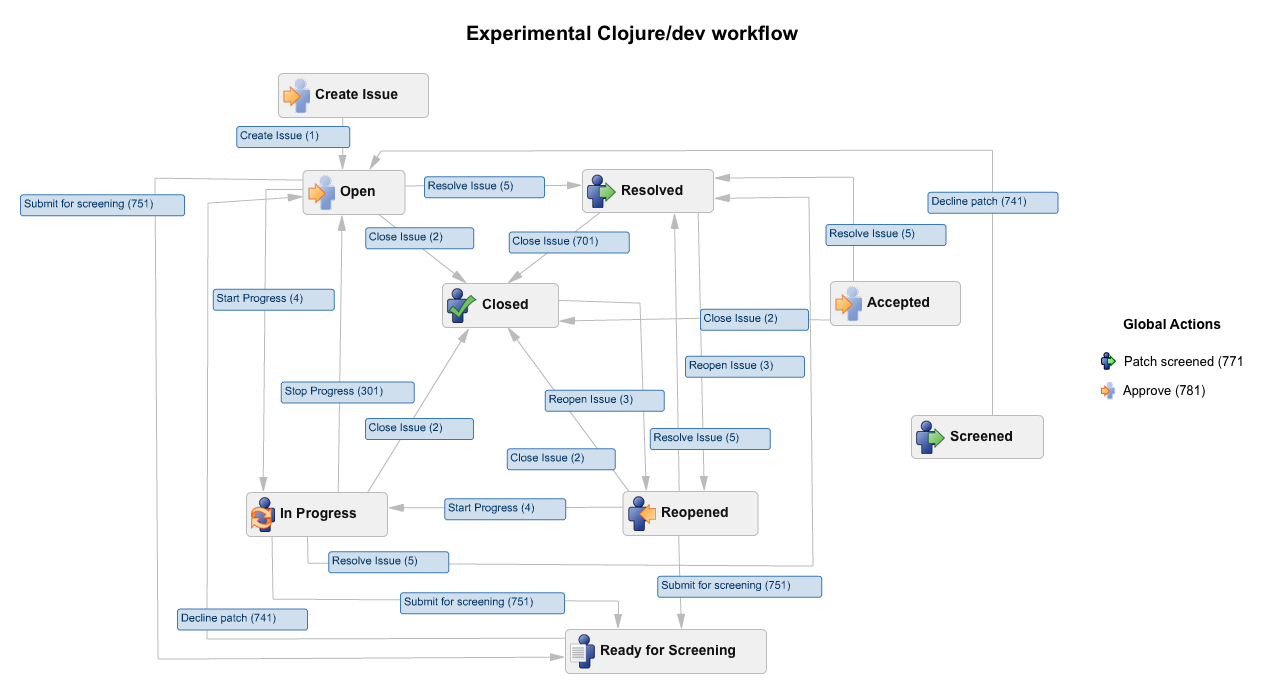 Experimental Clojure/dev workflow
Create Issue
Create Issue (1)
Open
Resolve Issue (5)
Resolved
Submit for screening (751)
Decline patch (741)
Close Issue (2)
Close Issue (701)
Resolve Issue (5)
Start Progress (4)
Closed
Accepted
Close Issue (2)
Global Actions
Patch screened (771
Approve (781)
Reopen Issue (3)
Stop Progress (301)
Reopen Issue (3)
Close Issue (2)
Resolve Issue (5)
Screened
Close Issue (2)
In Progress
Start Progress (4)
Reopened
Resolve Issue (5)
Submit for screening (751)
Submit for screening (751)
Decline patch (741)
Ready for Screening